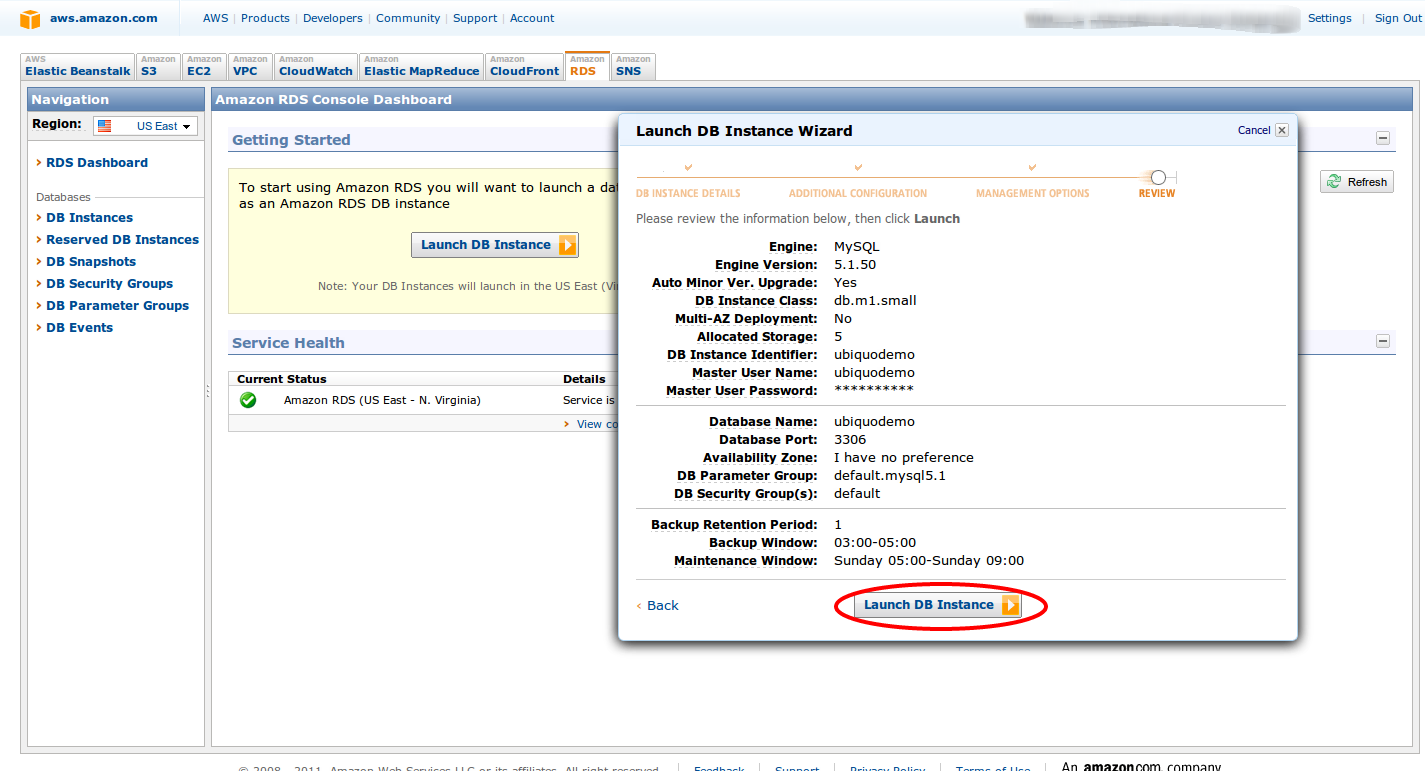 aws.amazon.com
AWS | Products | Developers | Community | Support | Account
Settings | Sign Out
AWS Elastic Beanstalk
Amazon S3
Amazon EC2
Amazon VPC
Amazon CloudWatch
Amazon Elastic MapReduce
Amazon CloudFront
Amazon RDS
Amazon SNS
Navigation
Region: US East
RDS Dashboard
Databases
DB Instances
Reserved DB Instances
DB Snapshots
DB Security Groups
DB Parameter Groups
DB Events
Amazon RDS Console Dashboard
Getting Started
Refresh
To start using Amazon RDS you will want to launch a
as an Amazon RDS DB instance
Launch DB Instance
Note: Your DB Instances will launch in the US East
Service Health
Current Status Details
Amazon RDS (US East - N. Virginia) Service is
View
Launch DB Instance Wizard
Cancel
DB INSTANCE DETAILS ADDITIONAL CONFIGURATION MANAGEMENT OPTIONS REVIEW
Please review the information below, then click Launch
Engine: MySQL
Engine Version: 5.1.50
Auto Minor Ver. Upgrade: Yes
DB Instance Class: db.m1.small
Multi-AZ Deployment: No
Allocated Storage: 5
DB Instance Identifier: ubiquodemo
Master User Name: ubiquodemo
Master User Password: **********
Database Name: ubiquodemo
Database Port: 3306
Availability Zone: I have no preference
DB Parameter Group: default.mysql5.1
DB Security Group(s): default
Backup Retention Period: 1
Backup Window: 03:00-05:00
Maintenance Window: Sunday 05:00-Sunday 09:00
‹ Back
Launch DB Instance
© 2008 - 2011, Amazon Web Services LLC or its affiliates. All right reserved. | Feedback | Support | Privacy Policy | Terms of Use | An amazon.com. company